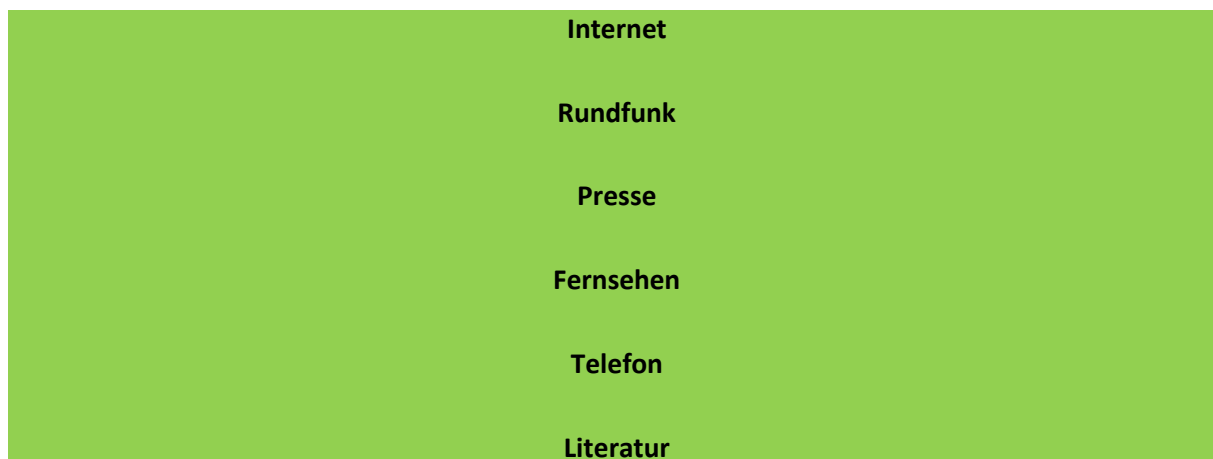 Internet
Rundfunk
Presse
Fernsehen
Telefon
Literatur